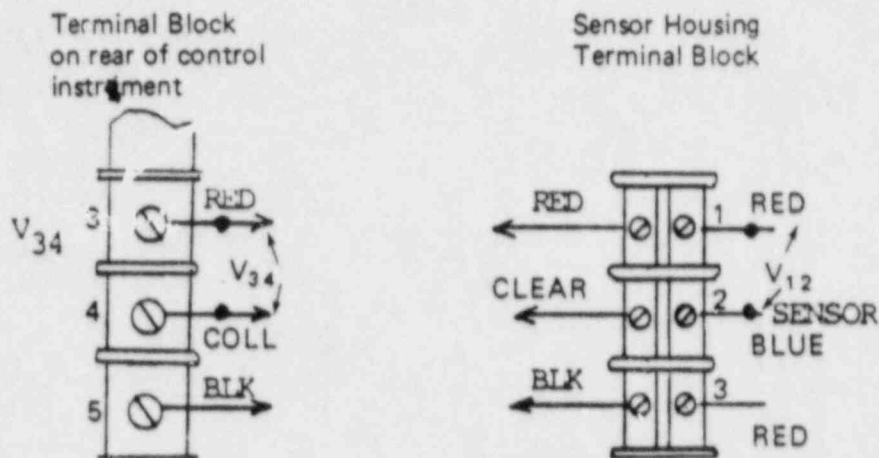 Terminal Block
on rear of control
instrument
Sensor Housing
Terminal Block
V34
3
RED
V34
4
COLL
5
BLK
RED
1
RED
V12
CLEAR
2
SENSOR
BLUE
BLK
3
RED